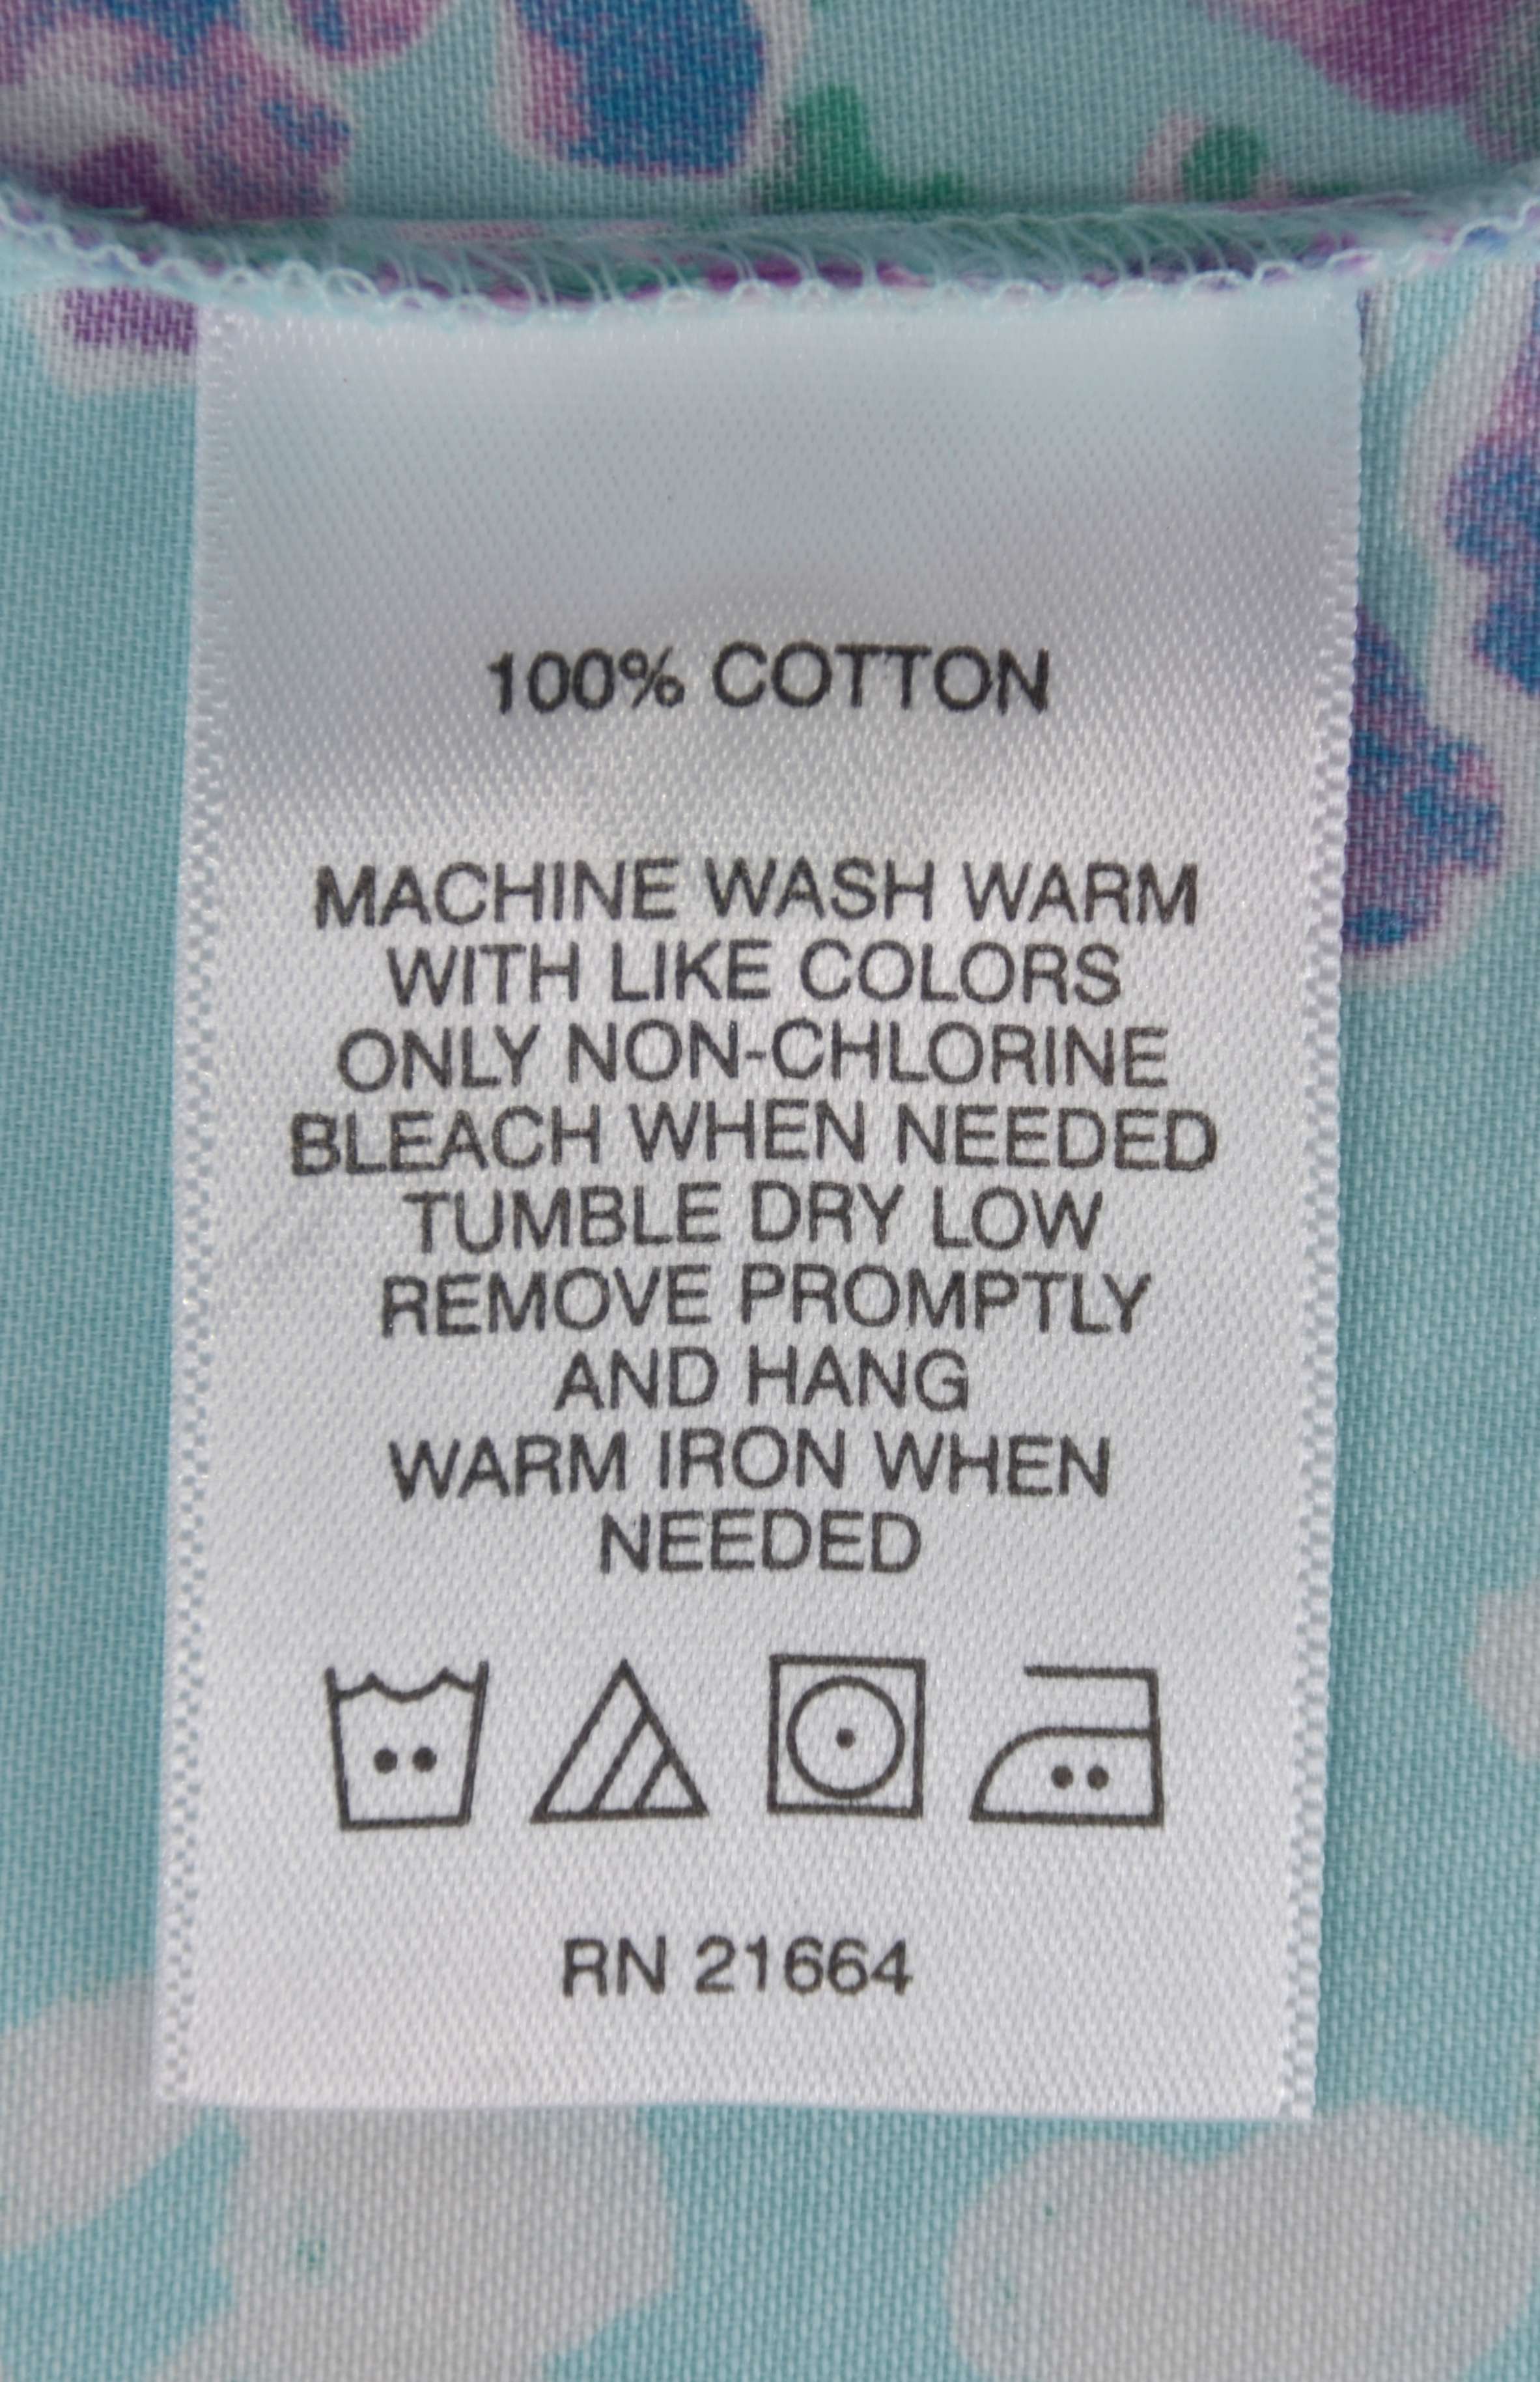 100% COTTON
MACHINE WASH WARM
WITH LIKE COLORS
ONLY NON-CHLORINE
BLEACH WHEN NEEDED
TUMBLE DRY LOW
REMOVE PROMPTLY
AND HANG
WARM IRON WHEN
NEEDED
RN 21664